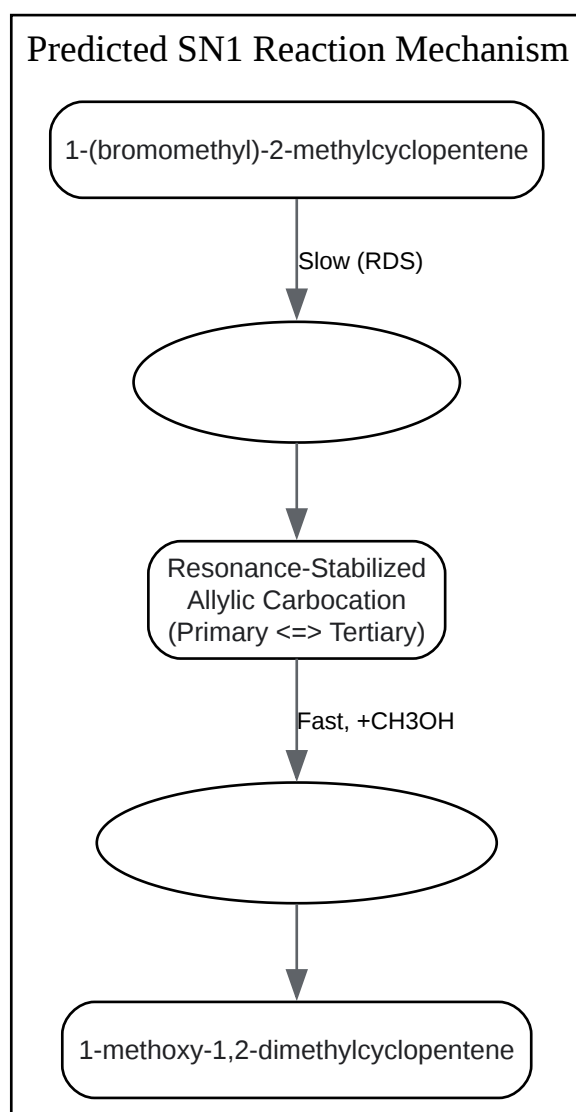 Predicted SN1 Reaction Mechanism
1-(bromomethyl)-2-methylcyclopentene
Slow (RDS)
Resonance-Stabilized
Allylic Carbocation
(Primary <=> Tertiary)
Fast, +CH3OH
1-methoxy-1,2-dimethylcyclopentene